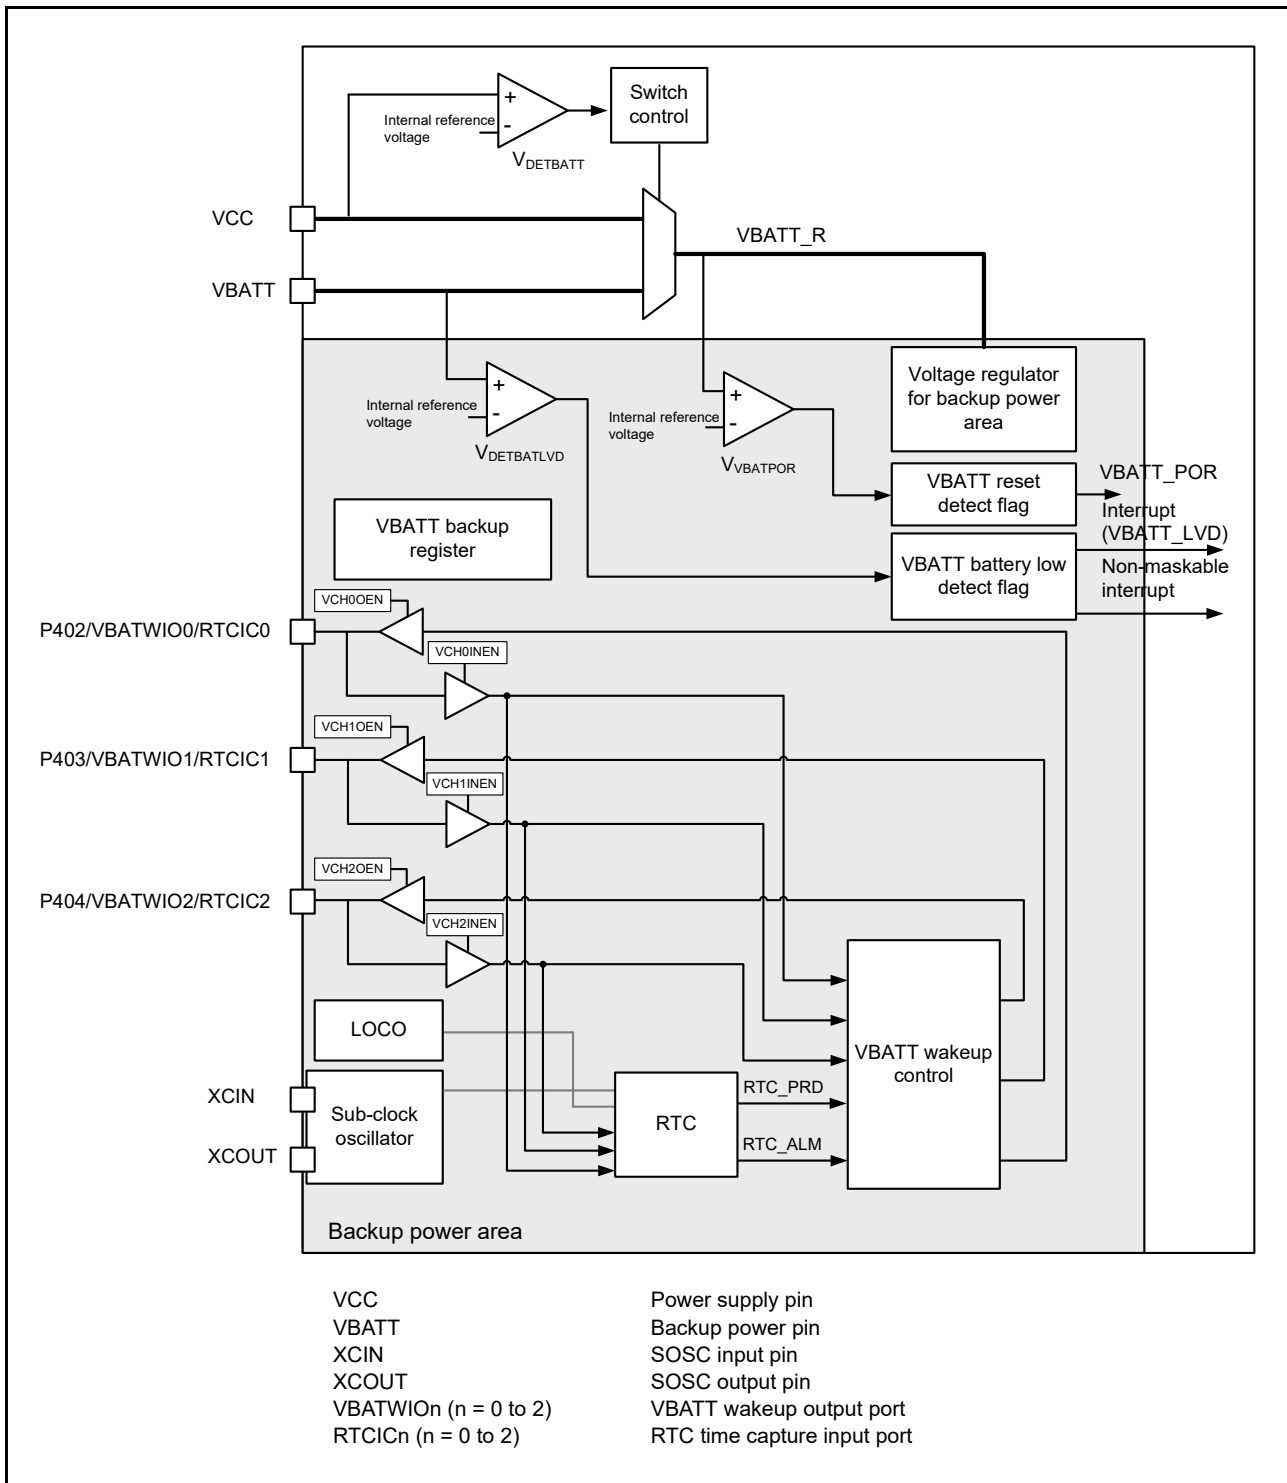 Switch
control
+
-
Internal reference
voltage
VDETBATT
VCC
VBATT_R
VBATT
Voltage regulator
for backup power
area
+
-
Internal reference
voltage
VDETBATLVD
+
-
Internal reference
voltage
VVBATPOR
VBATT reset
detect flag
VBATT_POR
Interrupt
(VBATT_LVD)
VBATT backup
register
VBATT battery low
detect flag
Non-maskable
interrupt
VCH0OEN
P402/VBATWIO0/RTCIC0
VCH0INEN
VCH1OEN
P403/VBATWIO1/RTCIC1
VCH1INEN
VCH2OEN
P404/VBATWIO2/RTCIC2
VCH2INEN
LOCO
VBATT wakeup
control
XCIN
Sub-clock
oscillator
XCOUT
RTC
RTC_PRD
RTC_ALM
Backup power area
VCC Power supply pin
VBATT Backup power pin
XCIN SOSC input pin
XCOUT SOSC output pin
VBATWIOn (n = 0 to 2) VBATT wakeup output port
RTCICn (n = 0 to 2) RTC time capture input port